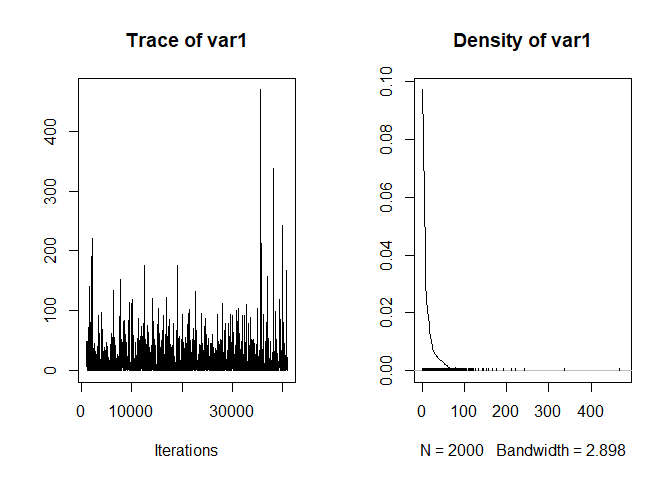 Trace of var1
0 100 200 300 400
0 10000 30000
Iterations
Density of var1
0.00 0.02 0.04 0.06 0.08 0.10
0 100 200 300 400
N = 2000 Bandwidth = 2.898